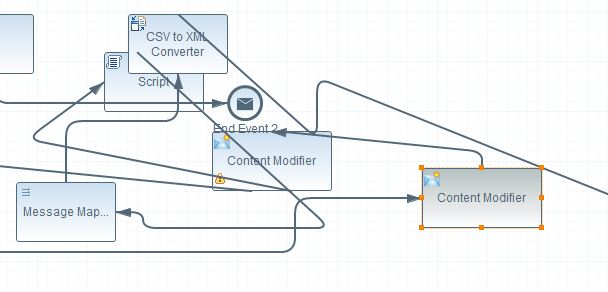 CSV to XML
Converter
Script
End Event 2
Content Modifier
Content Modifier
Message Map...